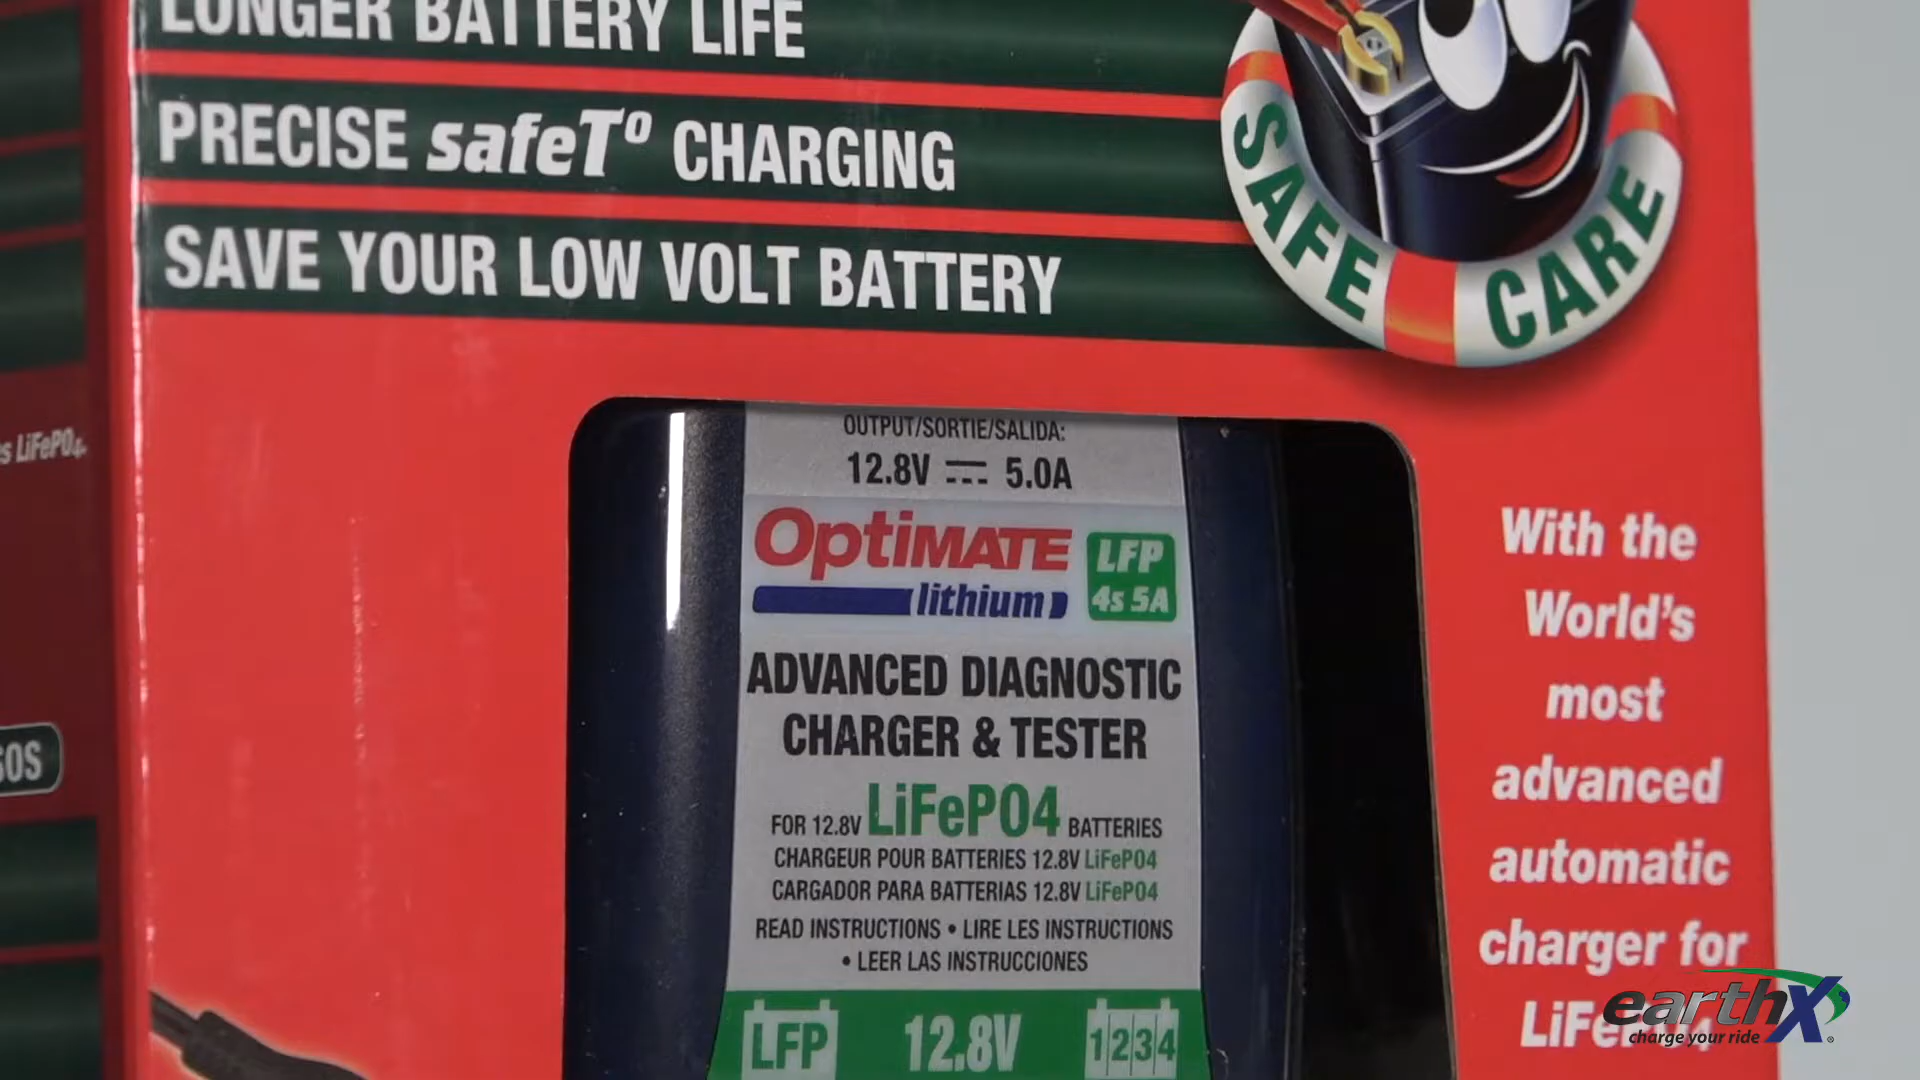 LONGER BATTERY LIFE
PRECISE safeTº CHARGING
SAVE YOUR LOW VOLT BATTERY
SAFE CARE
s LiFePO4.
OUTPUT/SORTIE/SALIDA:
12.8V 5.0A
OptiMATE
lithium
LFP
4s 5A
ADVANCED DIAGNOSTIC
CHARGER & TESTER
FOR 12.8V LiFePO4 BATTERIES
CHARGEUR POUR BATTERIES 12.8V LiFePO4
CARGADOR PARA BATTERIAS 12.8V LiFePO4
READ INSTRUCTIONS • LIRE LES INSTRUCTIONS
• LEER LAS INSTRUCCIONES
LFP 12.8V 1234
With the
World's
most
advanced
automatic
charger for
LiFePO4
earthX
charge your ride